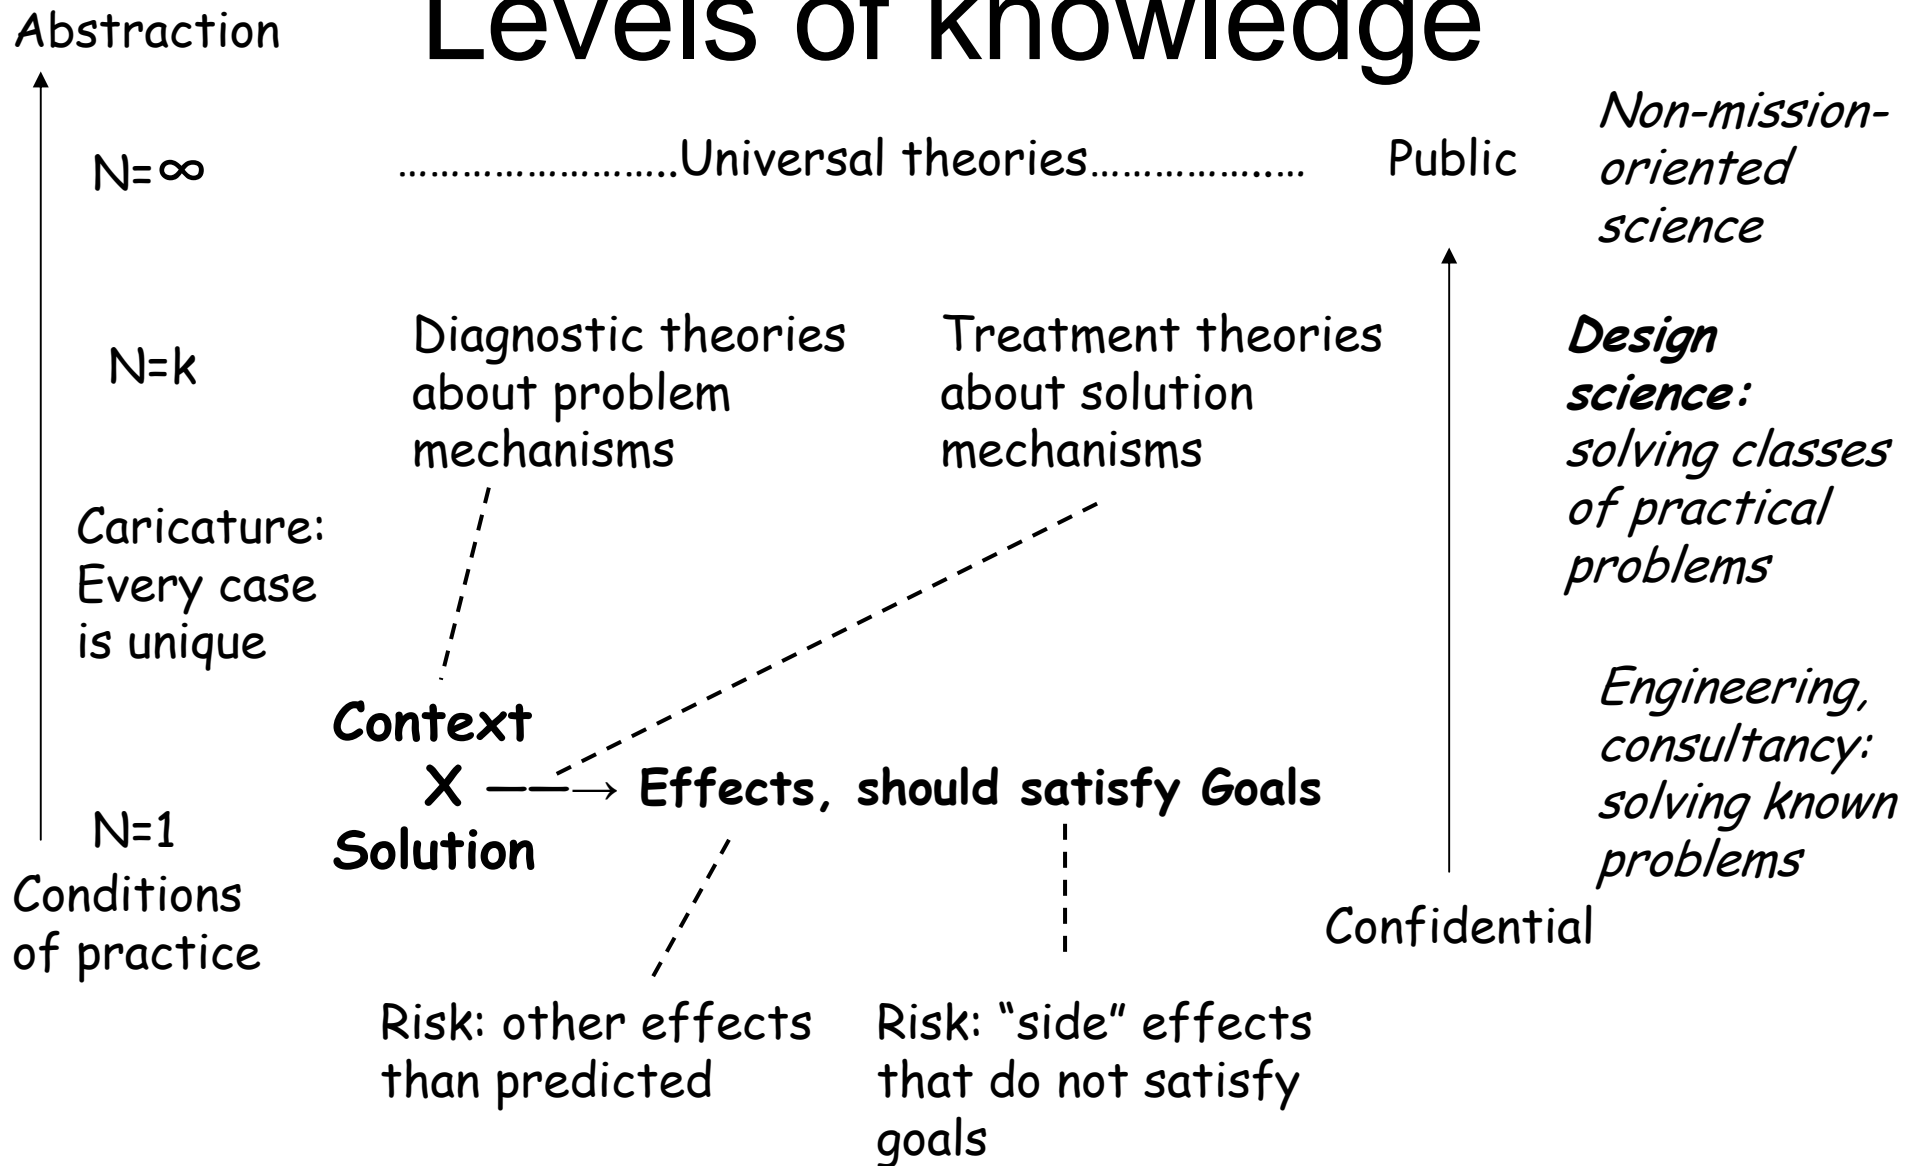 Levels of knowledge
Abstraction
N=∞
…………………….. Universal theories……………..…
Public
Non-mission-
oriented
science
N=k
Diagnostic theories
about problem
mechanisms
Treatment theories
about solution
mechanisms
Design
science:
solving classes
of practical
problems
Caricature:
Every case
is unique
Context
X ——→ Effects, should satisfy Goals
Solution
Engineering,
consultancy:
solving known
problems
N=1
Conditions
of practice
Confidential
Risk: other effects
than predicted
Risk: “side” effects
that do not satisfy
goals